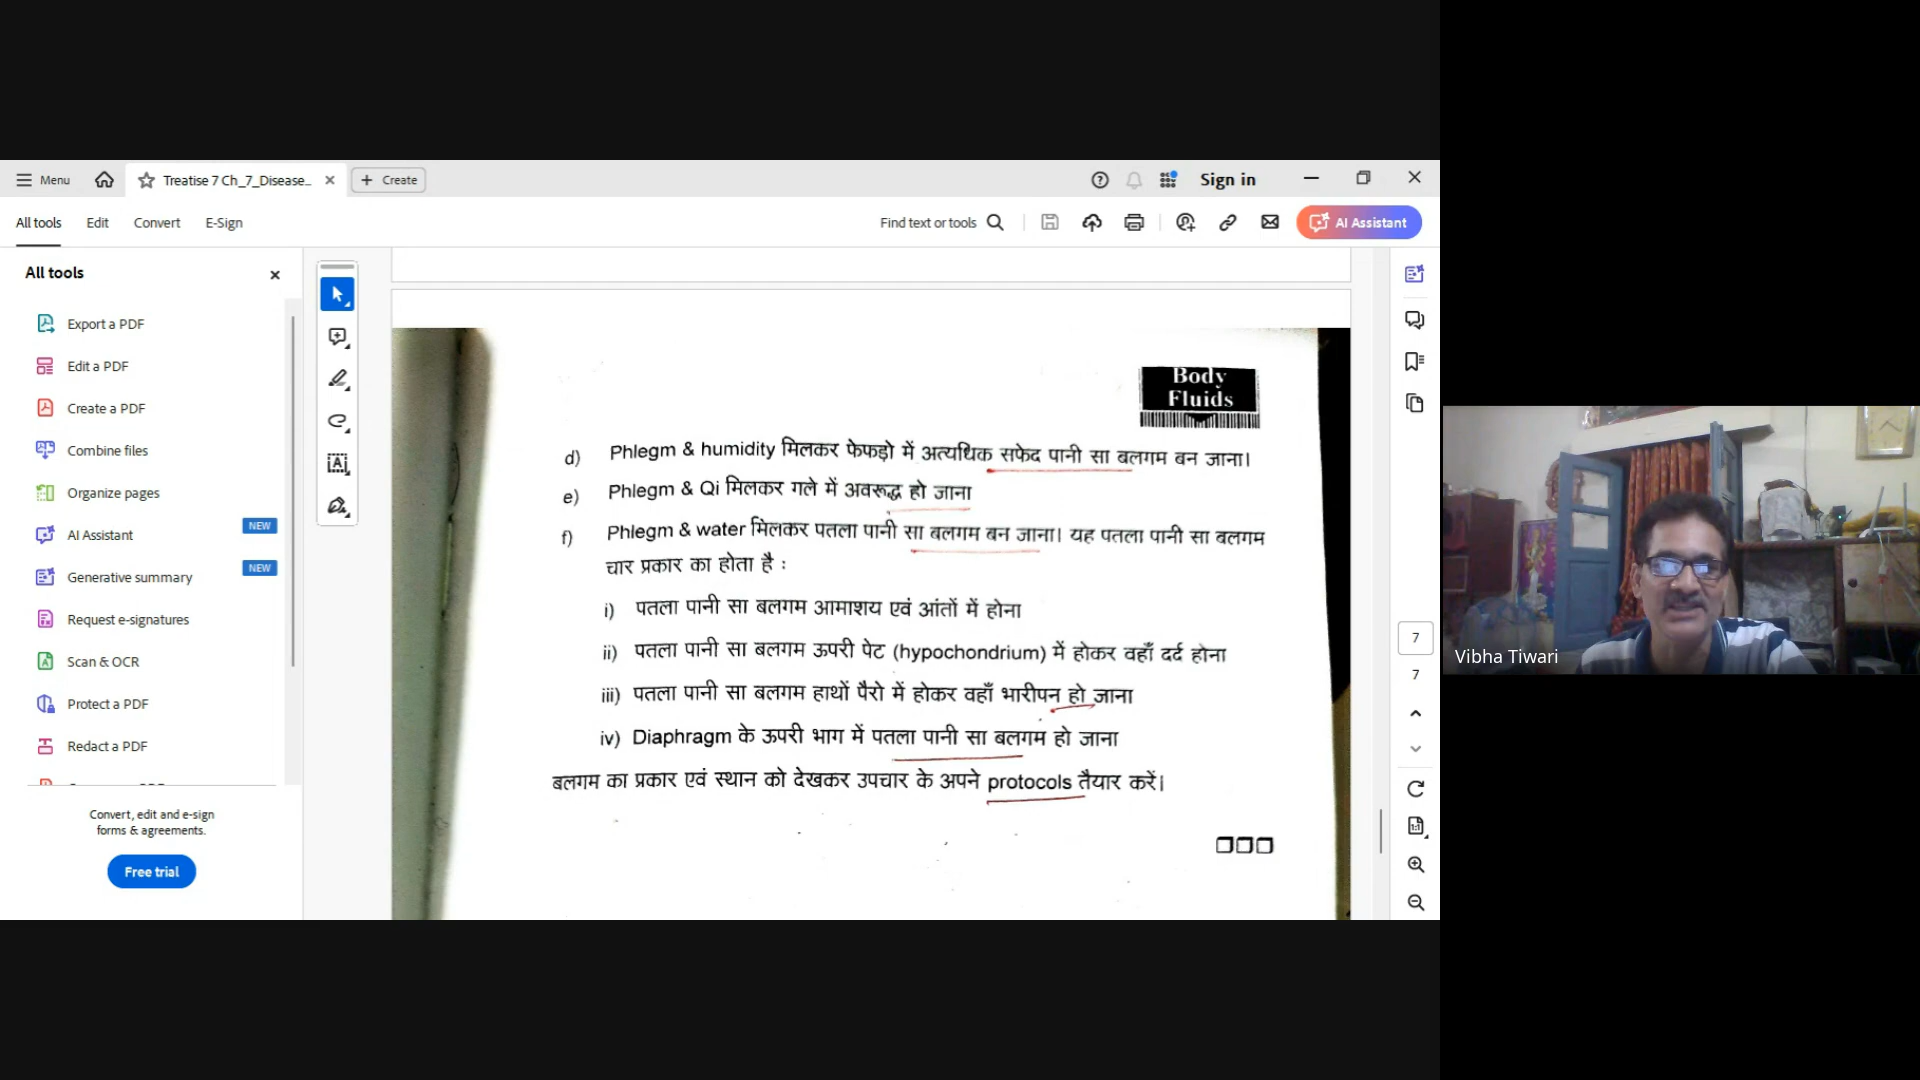 Menu
Treatise 7 Ch_7_Disease...
Create
Sign in
All tools
Edit
Convert
E-Sign
Find text or tools
AI Assistant
All tools
Export a PDF
Edit a PDF
Create a PDF
Combine files
Organize pages
AI Assistant NEW
Generative summary NEW
Request e-signatures
Scan & OCR
Protect a PDF
Redact a PDF
Convert, edit and e-sign
forms & agreements.
Free trial
Body
Fluids
d) Phlegm & humidity मिलकर फेफड़ो में अत्यधिक सफेद पानी सा बलगम बन जाना।
e) Phlegm & Qi मिलकर गले में अवरूद्ध हो जाना
f) Phlegm & water मिलकर पतला पानी सा बलगम बन जाना। यह पतला पानी सा बलगम
चार प्रकार का होता है :
i) पतला पानी सा बलगम आमाशय एवं आंतों में होना
ii) पतला पानी सा बलगम ऊपरी पेट (hypochondrium) में होकर वहाँ दर्द होना
iii) पतला पानी सा बलगम हाथों पैरो में होकर वहाँ भारीपन हो जाना
iv) Diaphragm के ऊपरी भाग में पतला पानी सा बलगम हो जाना
बलगम का प्रकार एवं स्थान को देखकर उपचार के अपने protocols तैयार करें।
7
7
Vibha Tiwari